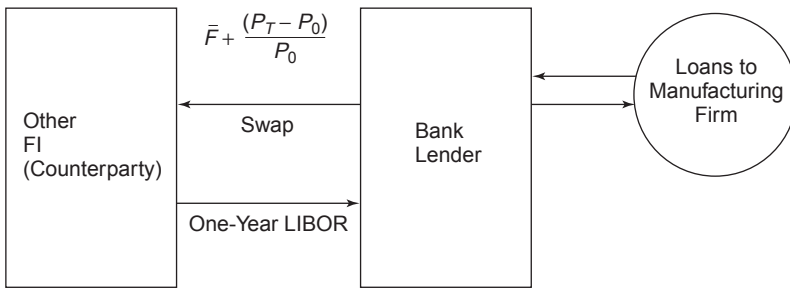 F̄ + (P_T – P_0) / P_0
Other
FI
(Counterparty)
Swap
One-Year LIBOR
Bank
Lender
Loans to
Manufacturing
Firm